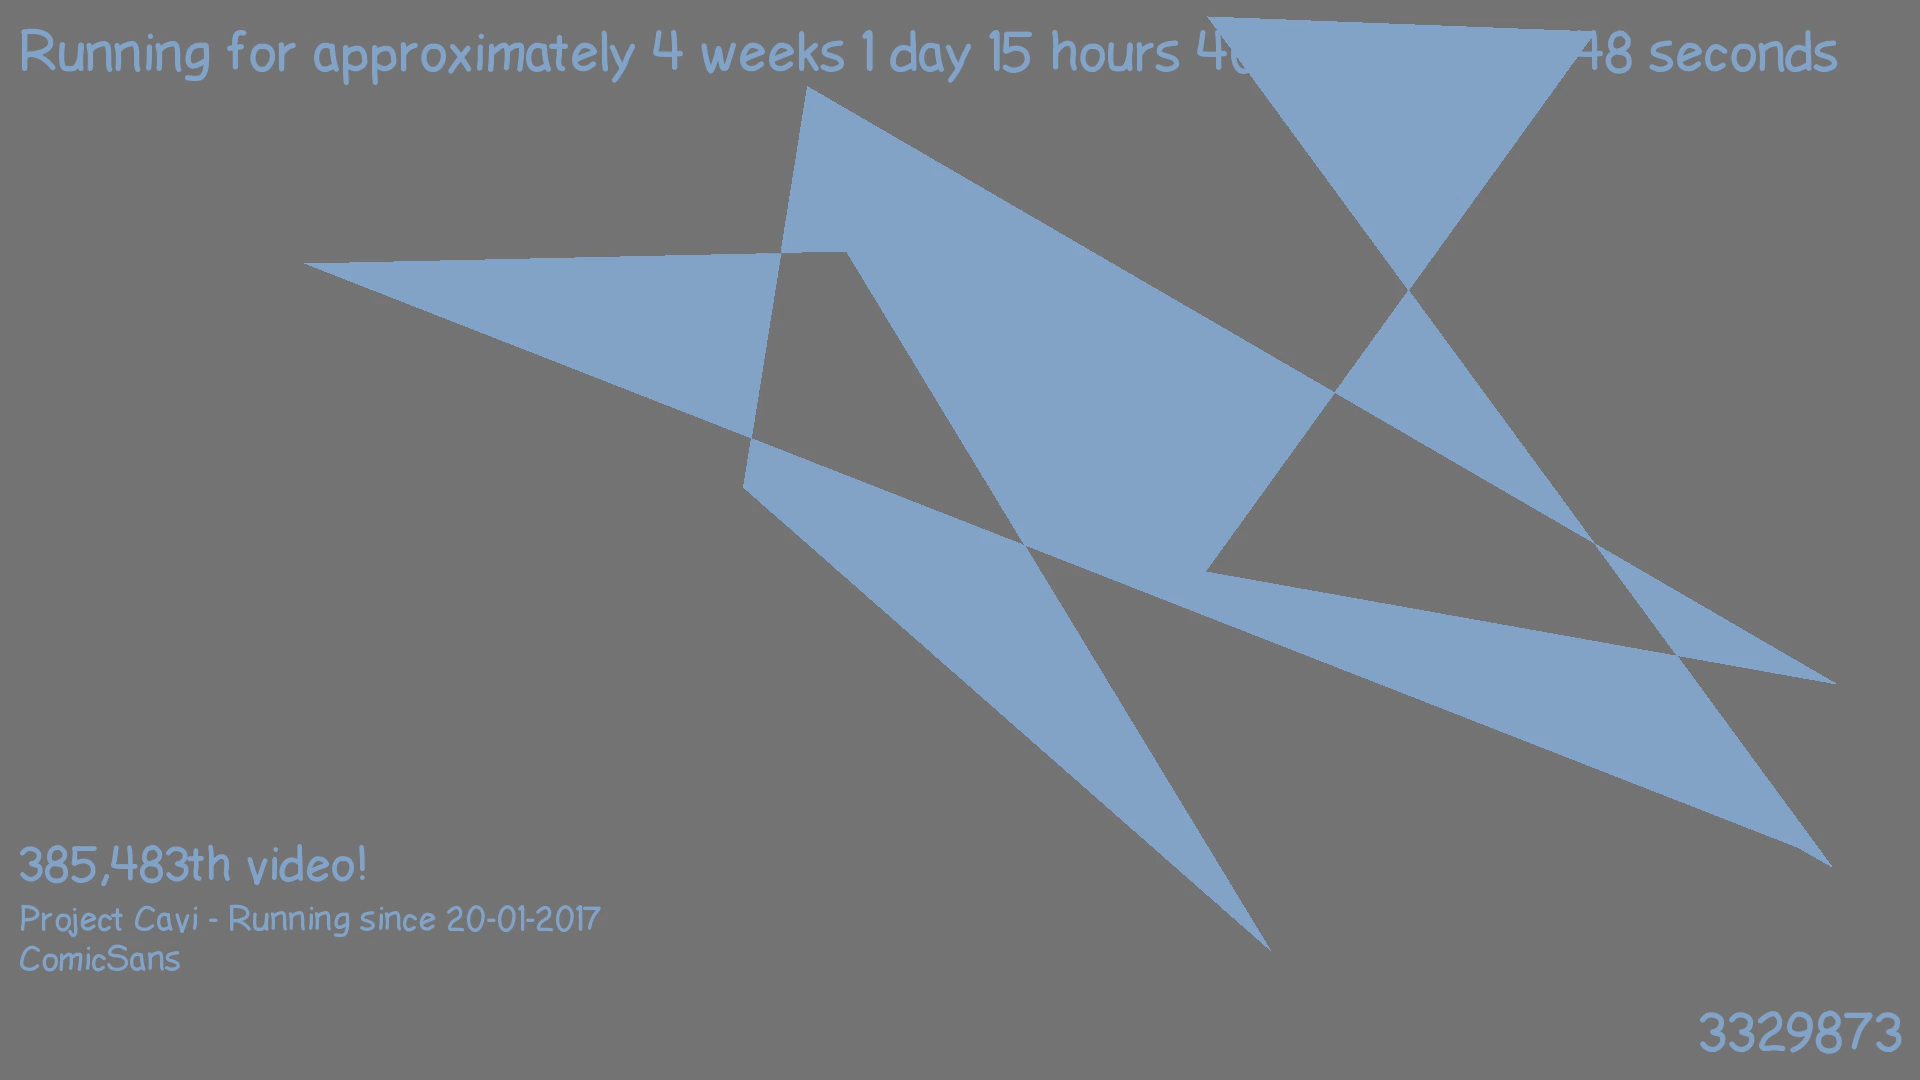 Running for approximately 4 weeks 1 day 15 hours 48 seconds
385,483th video!
Project Cavi - Running since 20-01-2017
ComicSans
3329873